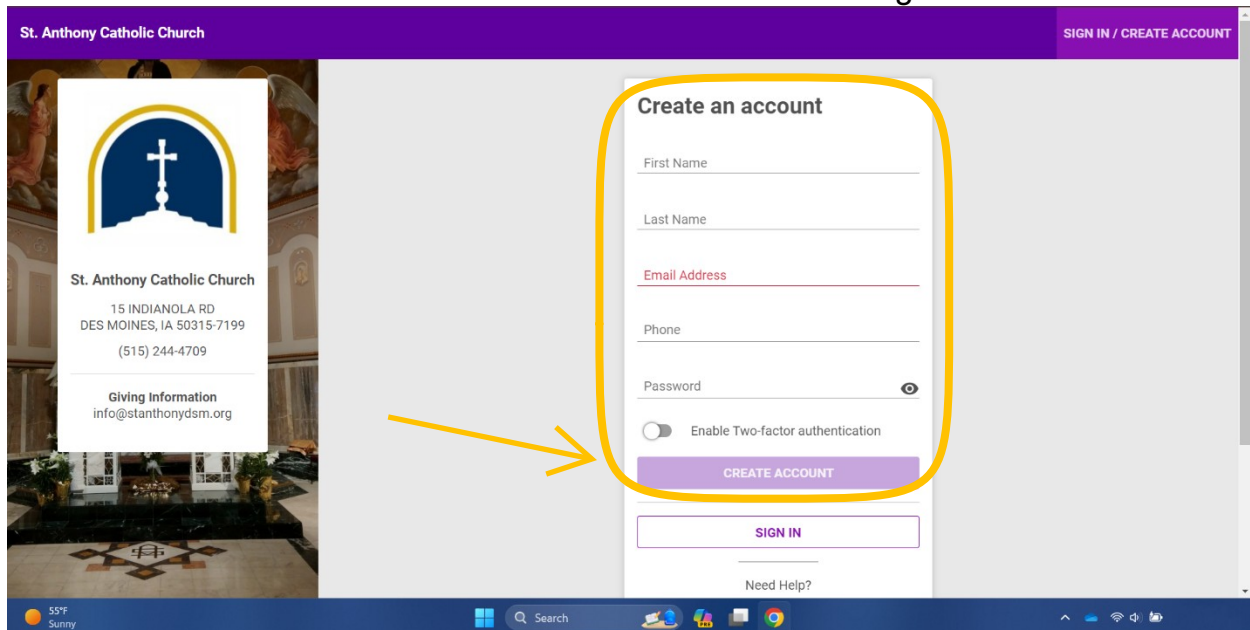 St. Anthony Catholic Church
SIGN IN / CREATE ACCOUNT
St. Anthony Catholic Church
15 INDIANOLA RD
DES MOINES, IA 50315-7199
(515) 244-4709
Giving Information
info@stanthonydsm.org
Create an account
First Name
Last Name
Email Address
Phone
Password
Enable Two-factor authentication
CREATE ACCOUNT
SIGN IN
Need Help?
55°F
Sunny
Search